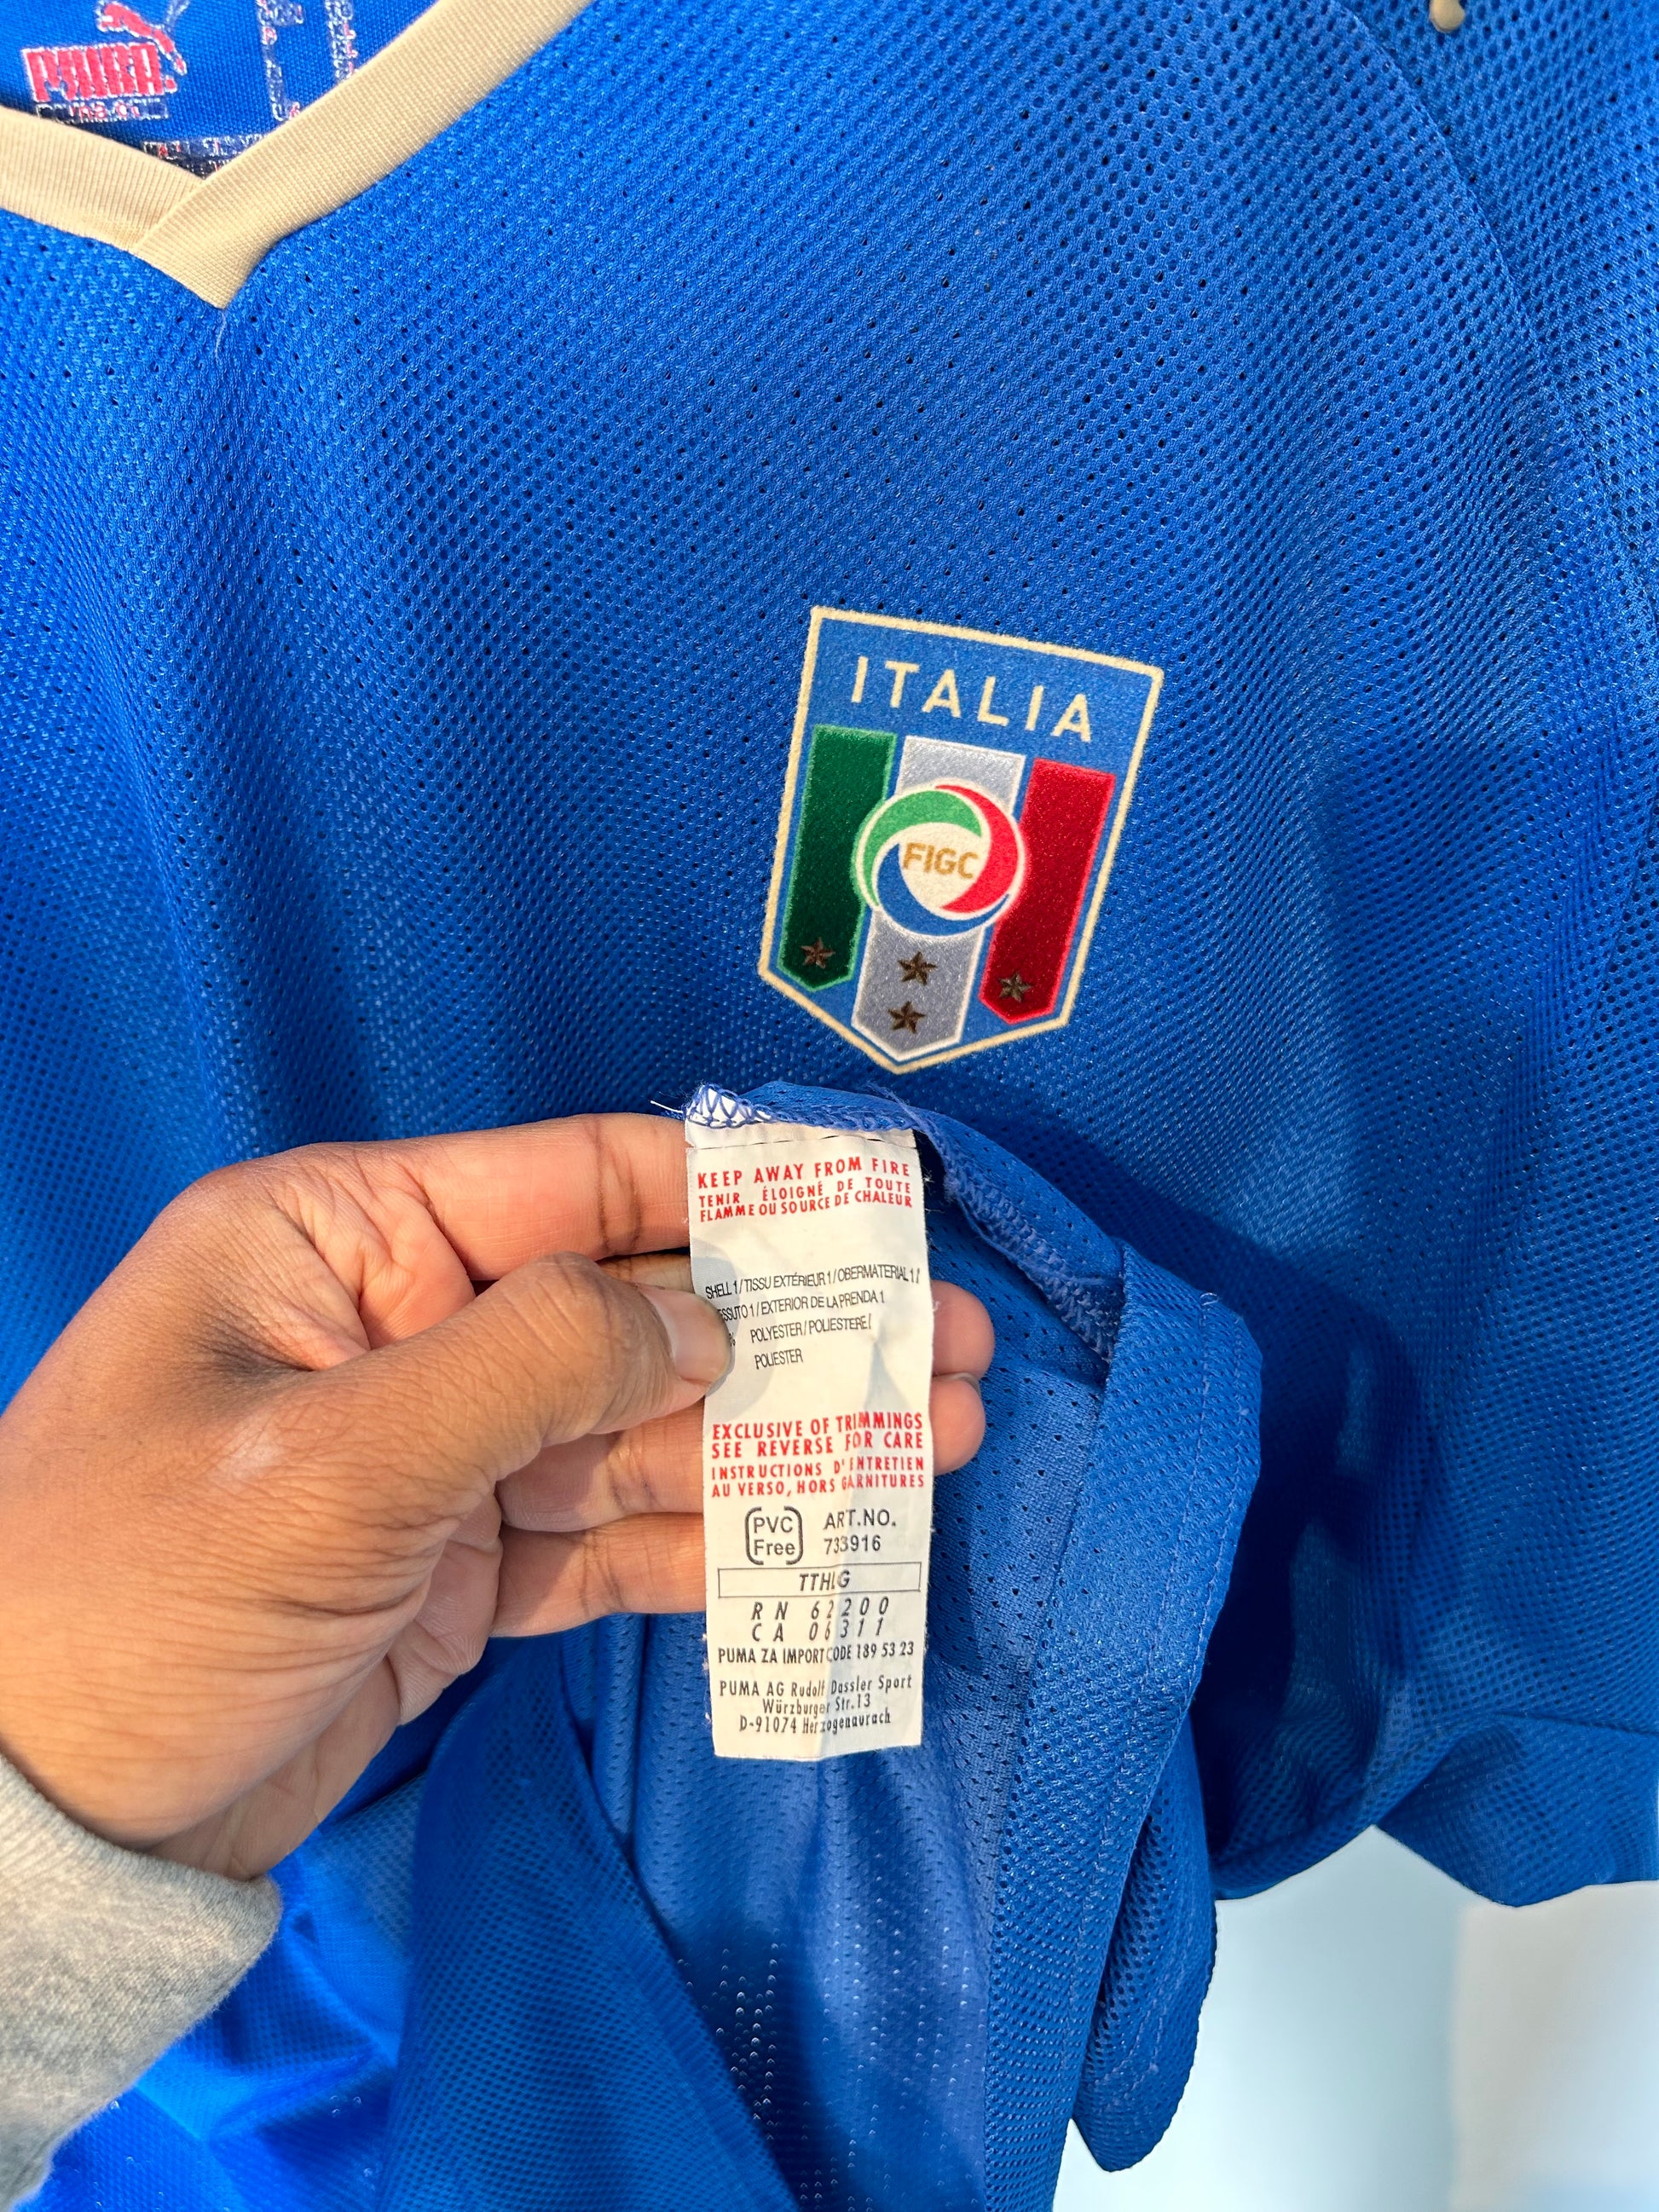 PUMA
ITALIA
FIGC
KEEP AWAY FROM FIRE
TENIR ÉLOIGNÉ DE TOUTE
FLAMME OU SOURCE DE CHALEUR
SHELL 1 / TISSU EXTÉRIEUR 1 / OBERMATERIAL 1 /
SSUTO 1 / EXTERIOR DE LA PRENDA 1
% POLYESTER / POLIESTERE /
POLIESTER
EXCLUSIVE OF TRIMMINGS
SEE REVERSE FOR CARE
INSTRUCTIONS D'ENTRETIEN
AU VERSO, HORS GARNITURES
PVC ART.NO.
Free 733916
TTHLG
RN 62200
CA 06311
PUMA ZA IMPORT CODE 189 53 23
PUMA AG Rudolf Dassler Sport
Würzburger Str.13
D-91074 Herzogenaurach